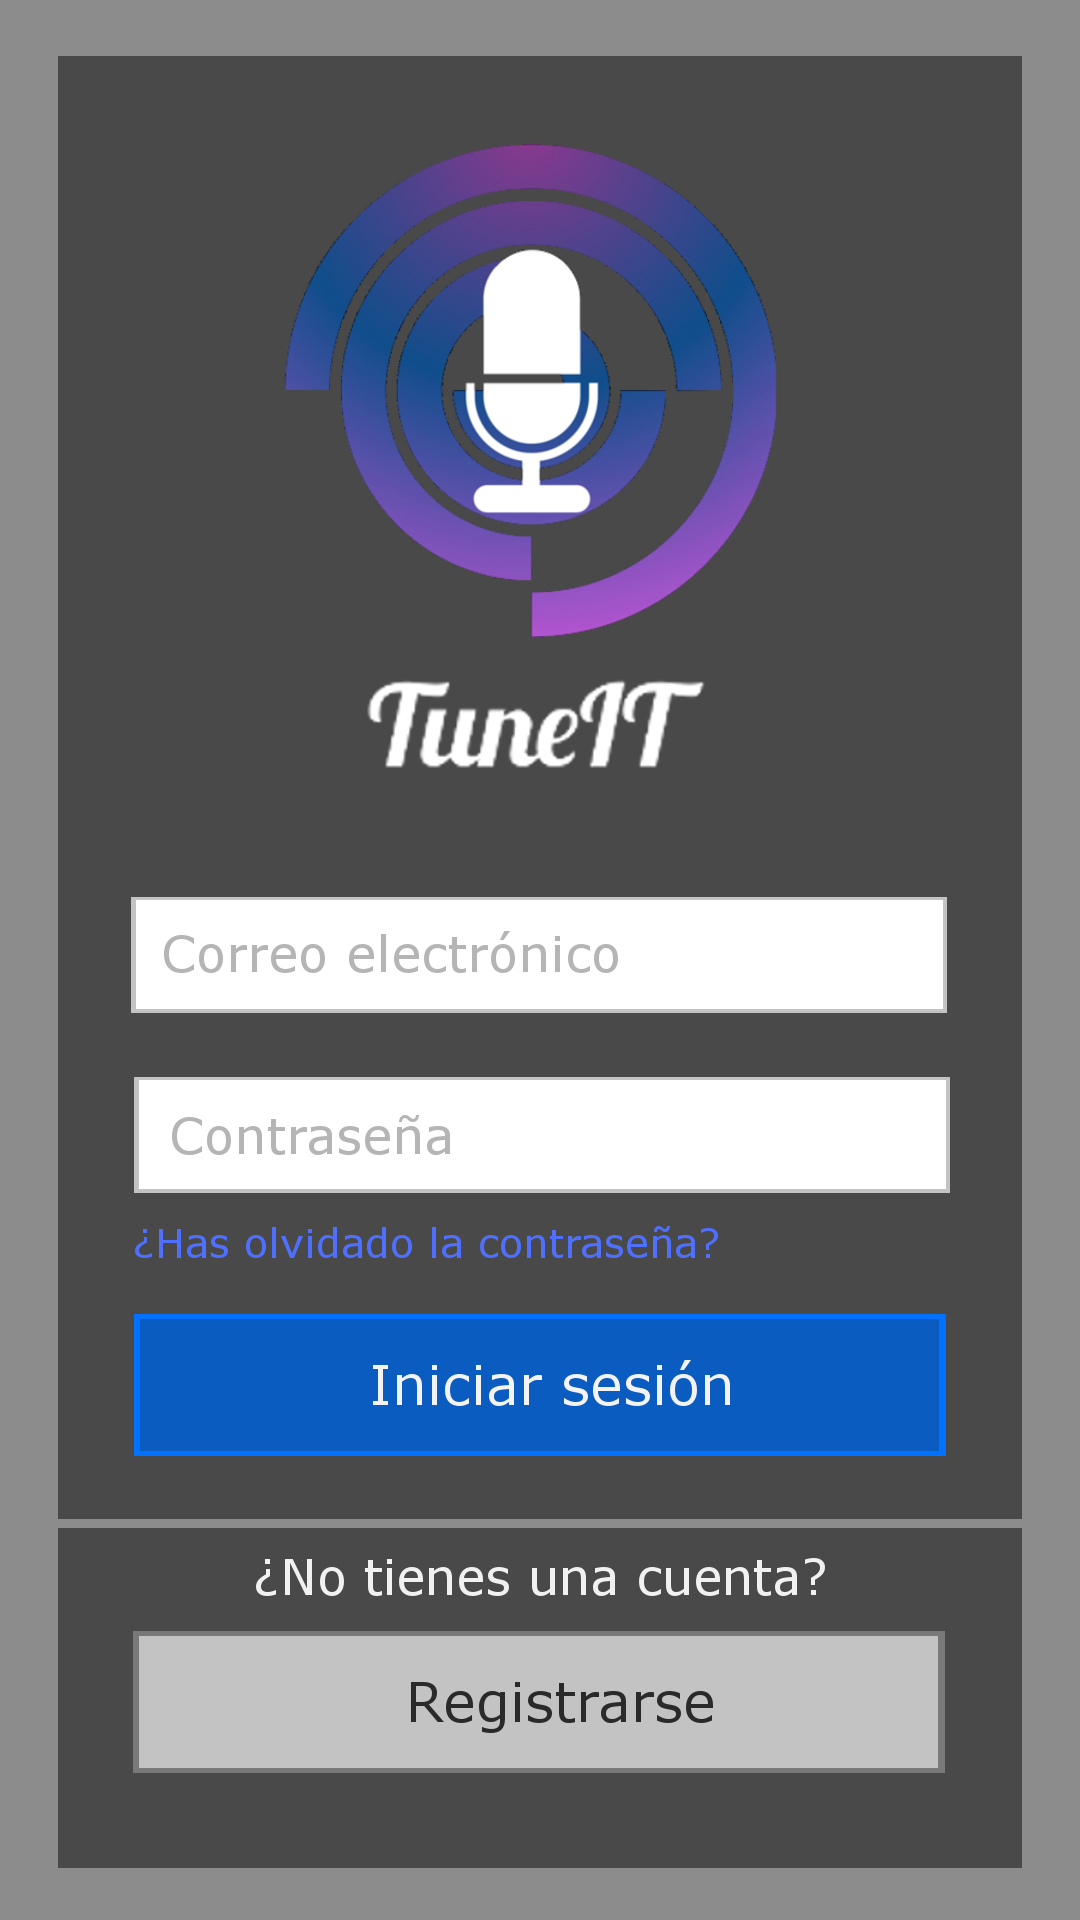 TuneIT
Correo electrónico
Contraseña
¿Has olvidado la contraseña?
Iniciar sesión
¿No tienes una cuenta?
Registrarse